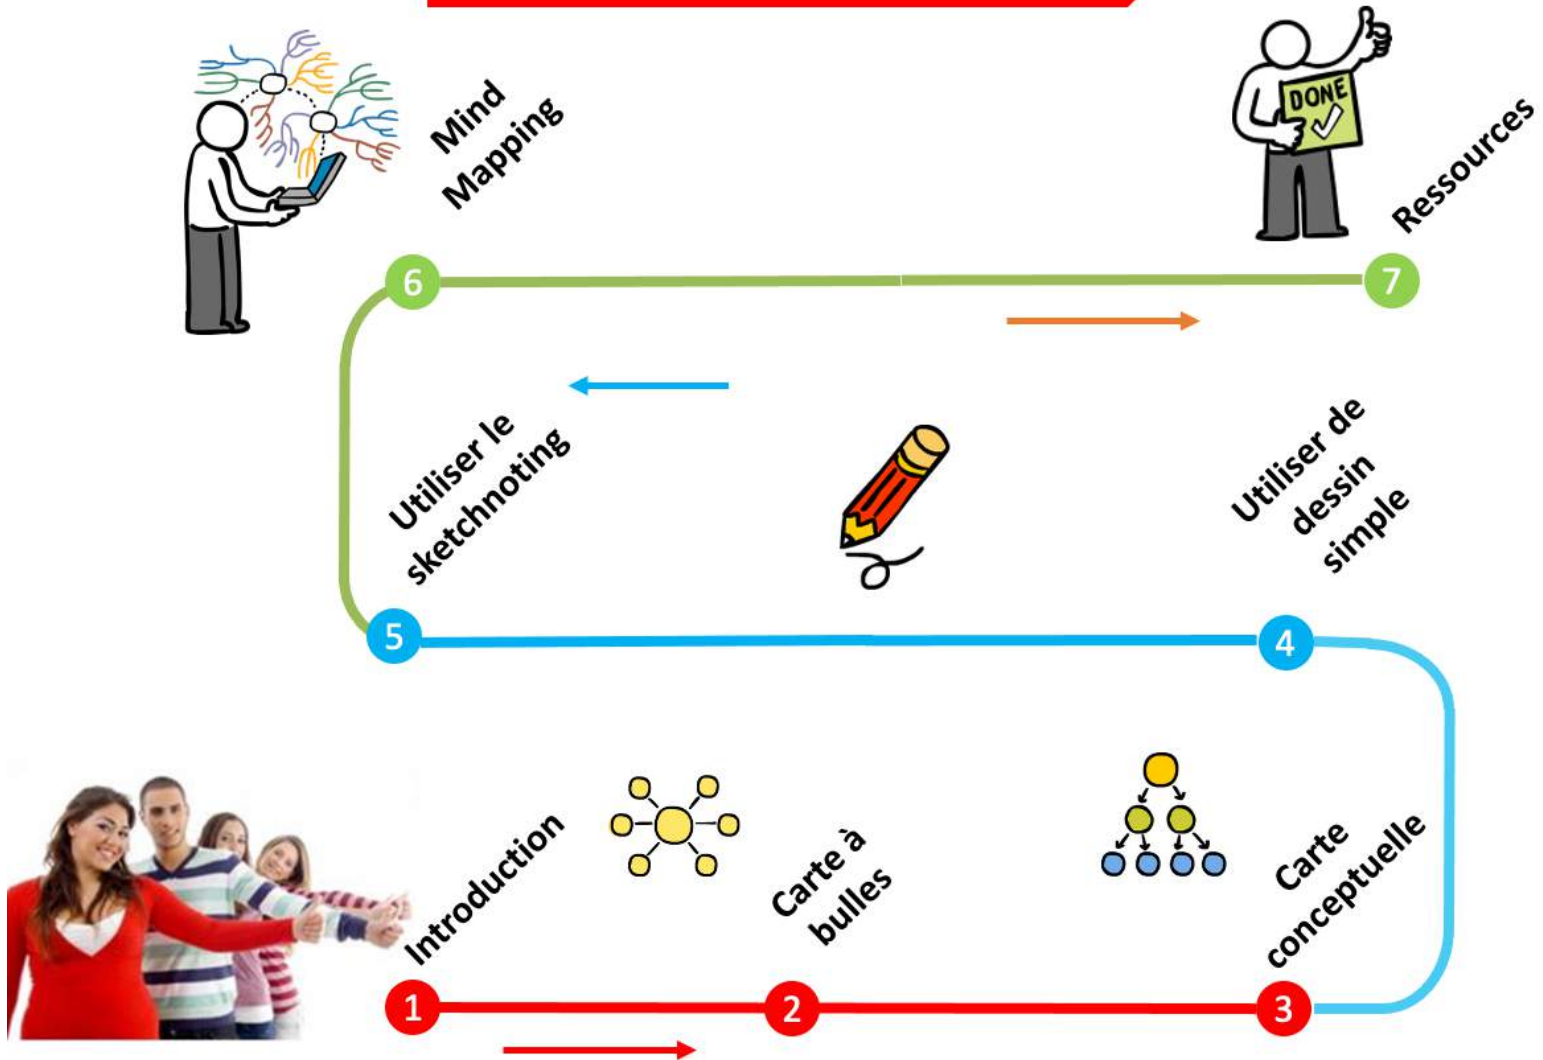 Mind
Mapping
DONE
Ressources
6
7
Utiliser le
sketchnoting
Utiliser de
dessin
simple
5
4
Introduction
Carte à
bulles
Carte
conceptuelle
1
2
3